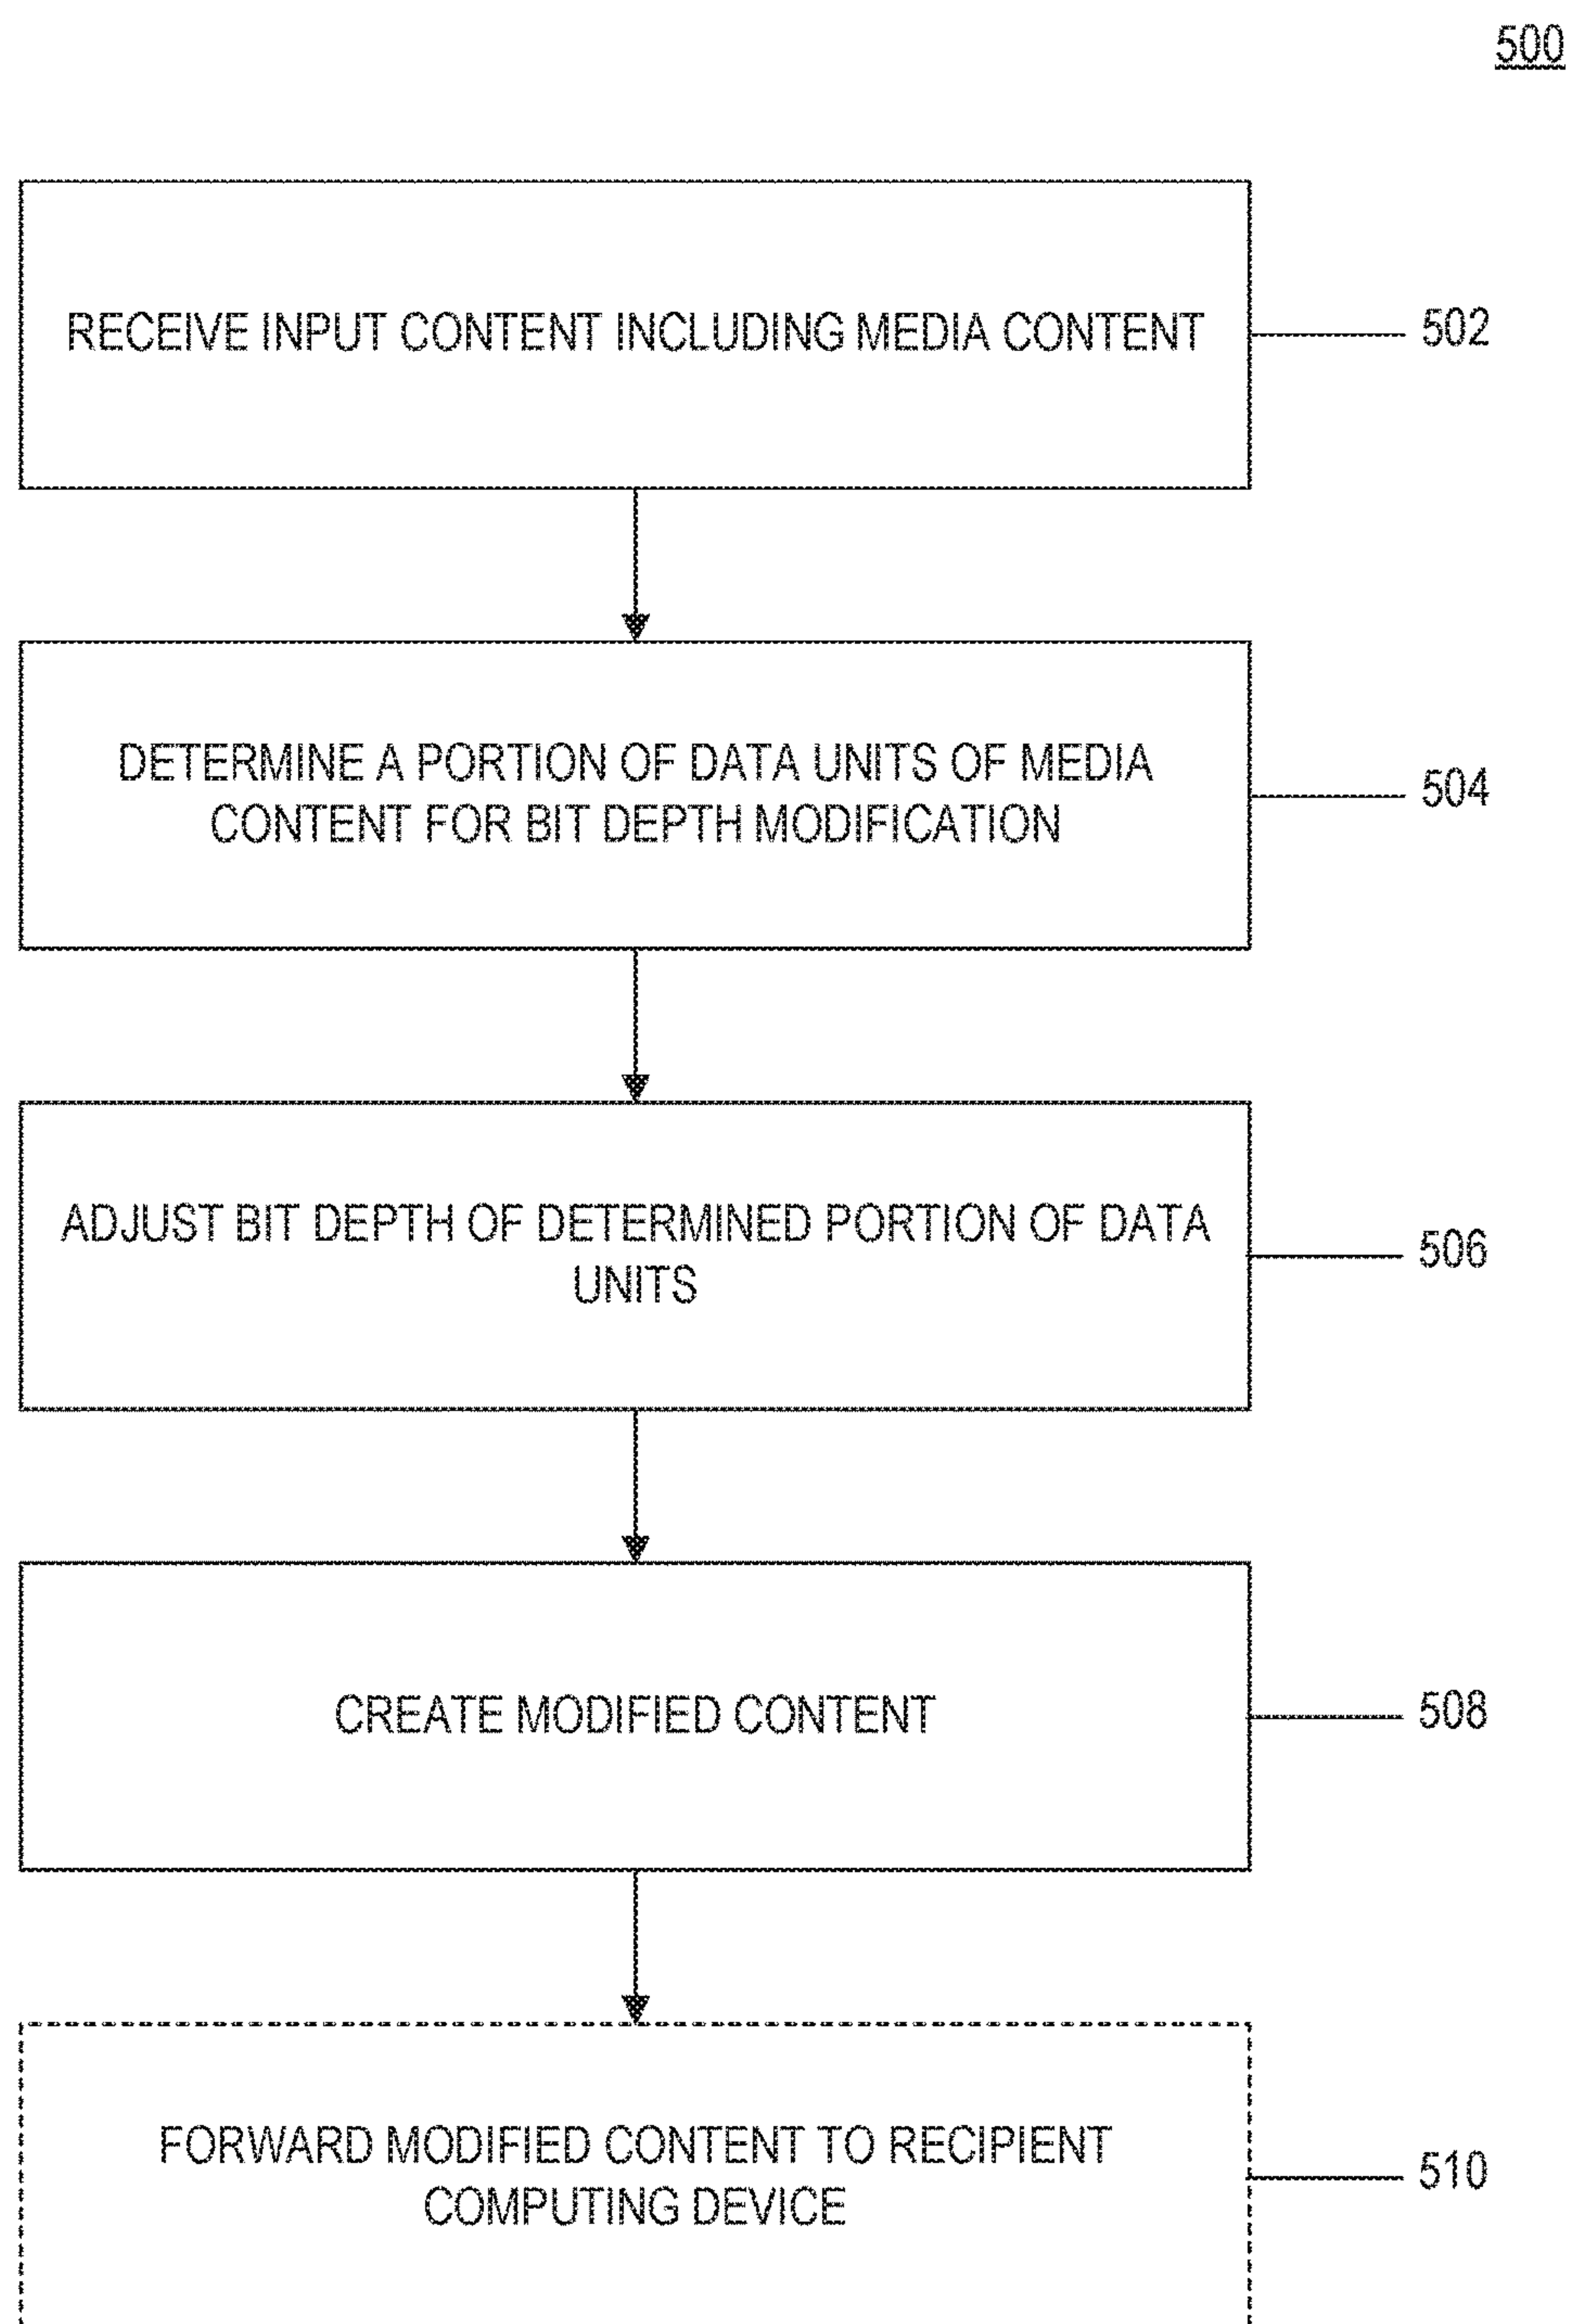 500
RECEIVE INPUT CONTENT INCLUDING MEDIA CONTENT
502
DETERMINE A PORTION OF DATA UNITS OF MEDIA
CONTENT FOR BIT DEPTH MODIFICATION
504
ADJUST BIT DEPTH OF DETERMINED PORTION OF DATA
UNITS
506
CREATE MODIFIED CONTENT
508
FORWARD MODIFIED CONTENT TO RECIPIENT
COMPUTING DEVICE
510